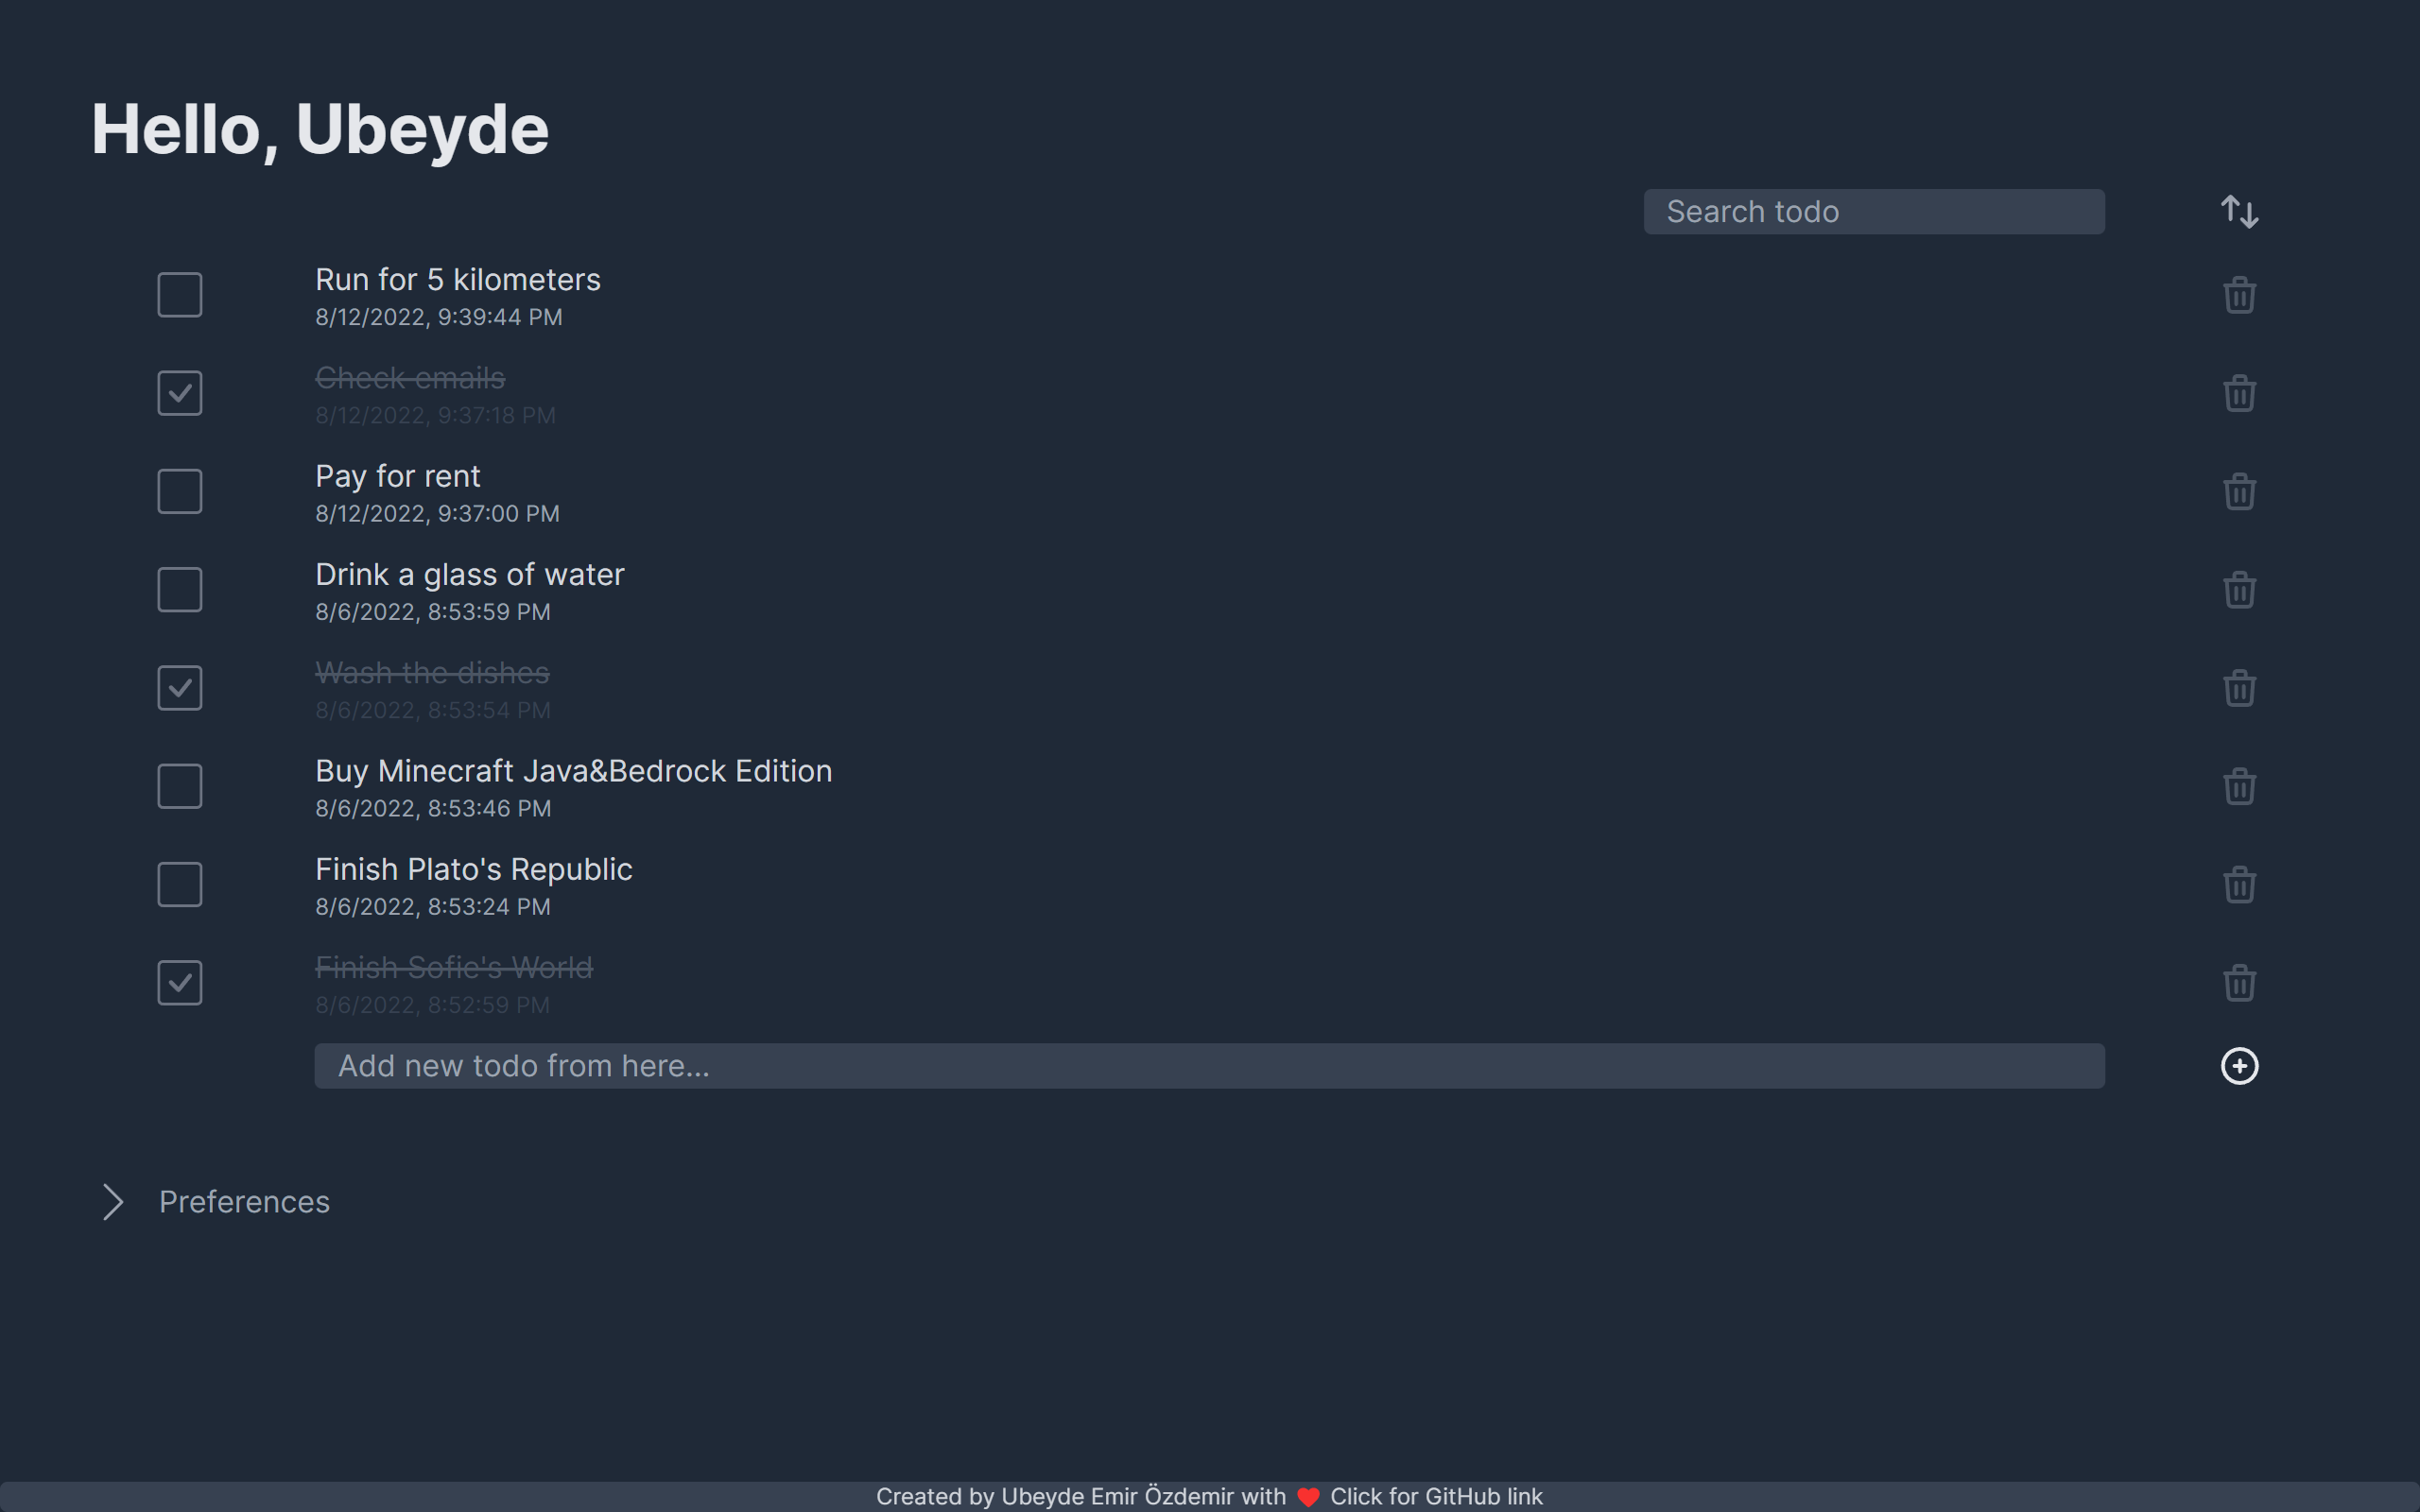 Hello, Ubeyde
Search todo
Run for 5 kilometers
8/12/2022, 9:39:44 PM
Check emails
8/12/2022, 9:37:18 PM
Pay for rent
8/12/2022, 9:37:00 PM
Drink a glass of water
8/6/2022, 8:53:59 PM
Wash the dishes
8/6/2022, 8:53:54 PM
Buy Minecraft Java&Bedrock Edition
8/6/2022, 8:53:46 PM
Finish Plato's Republic
8/6/2022, 8:53:24 PM
Finish Sofie's World
8/6/2022, 8:52:59 PM
Add new todo from here...
Preferences
Created by Ubeyde Emir Özdemir with ❤️ Click for GitHub link